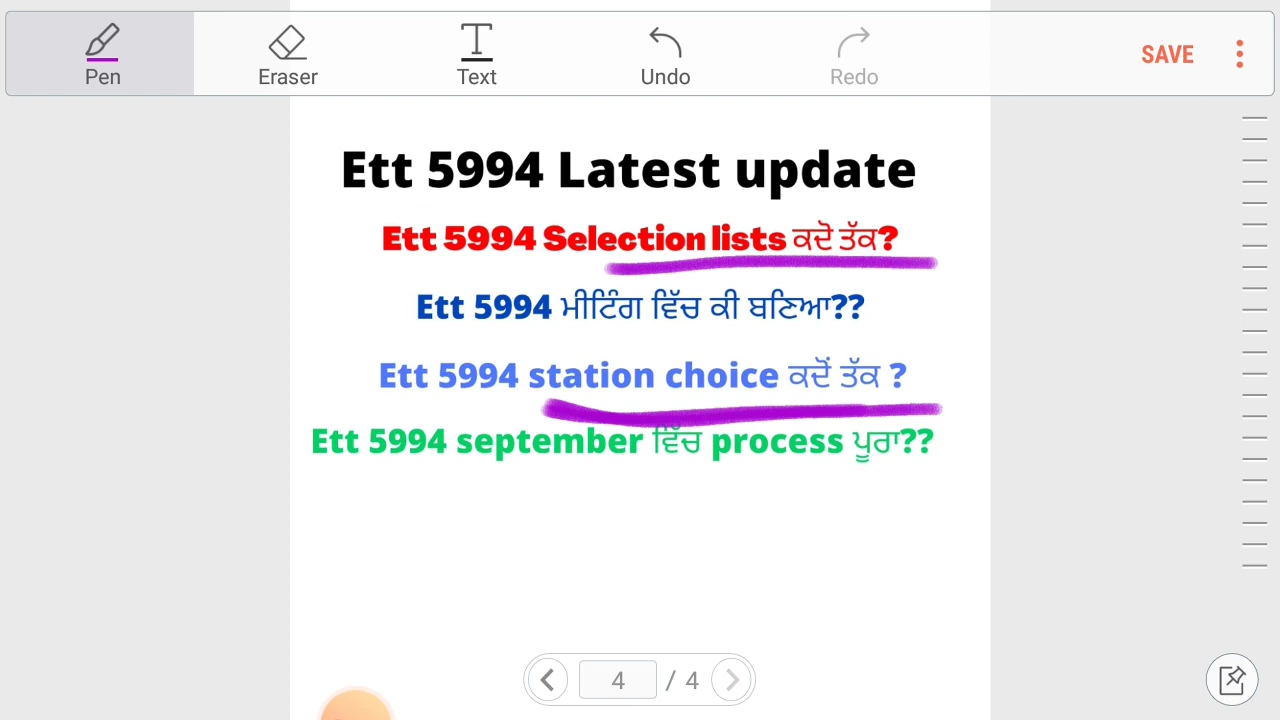 Pen
Eraser
Text
Undo
Redo
SAVE
Ett 5994 Latest update
Ett 5994 Selection lists ਕਦੋ ਤੱਕ?
Ett 5994 ਮੀਟਿੰਗ ਵਿੱਚ ਕੀ ਬਣਿਆ??
Ett 5994 station choice ਕਦੋਂ ਤੱਕ ?
Ett 5994 september ਵਿੱਚ process ਪੂਰਾ??
4 / 4